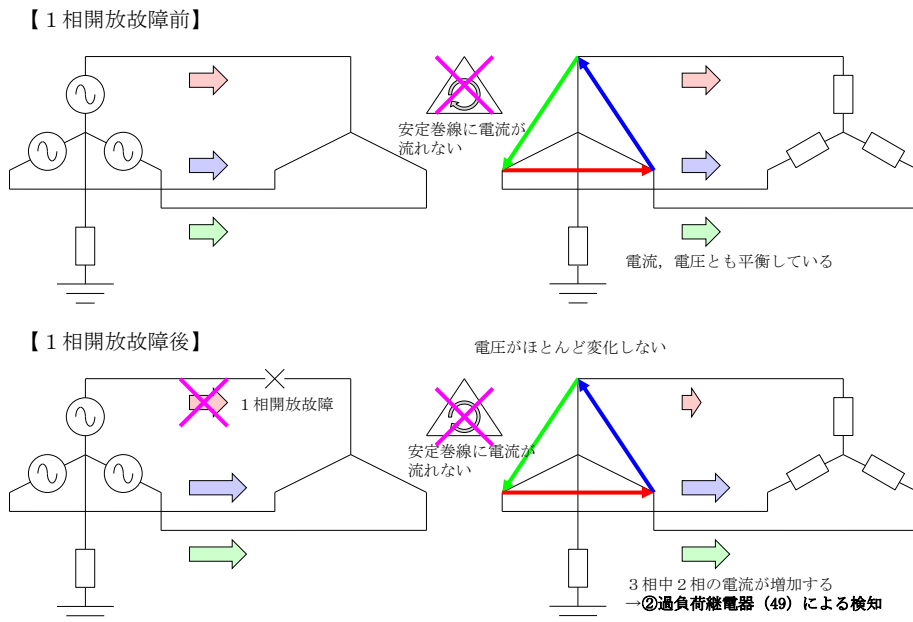 【１相開放故障前】
安定巻線に電流が
流れない
電流，電圧とも平衡している
【１相開放故障後】
電圧がほとんど変化しない
１相開放故障
安定巻線に電流が
流れない
３相中２相の電流が増加する
→②過負荷継電器（49）による検知